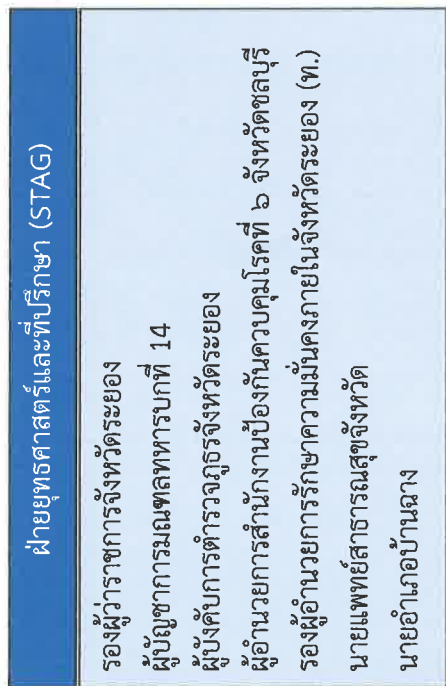 ฝ่ายยุทธศาสตร์และที่ปรึกษา (STAG)
รองผู้ว่าราชการจังหวัดระยอง
ผู้บัญชาการมณฑลทหารบกที่ 14
ผู้บังคับการตำรวจภูธรจังหวัดระยอง
ผู้อำนวยการสำนักงานป้องกันควบคุมโรคที่ ๖ จังหวัดชลบุรี
รองผู้อำนวยการรักษาความมั่นคงภายในจังหวัดระยอง (ท.)
นายแพทย์สาธารณสุขจังหวัด
นายอำเภอบ้านฉาง